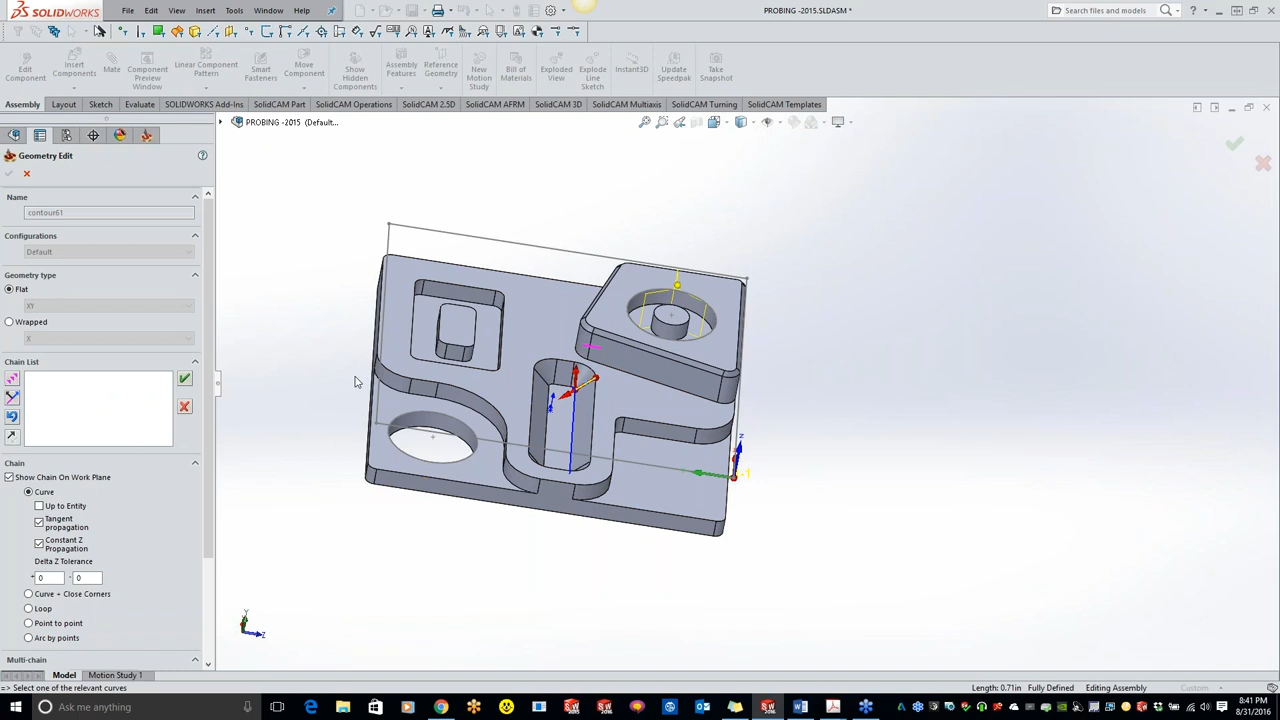 SOLIDWORKS File Edit View Insert Tools Window Help PROBING -2015.SLDASM * Search files and models
Edit Component Insert Components Mate Component Preview Window Linear Component Pattern Smart Fasteners Move Component Show Hidden Components Assembly Features Reference Geometry New Motion Study Bill of Materials Exploded View Explode Line Sketch Instant3D Update Speedpak Take Snapshot
Assembly Layout Sketch Evaluate SOLIDWORKS Add-Ins SolidCAM Part SolidCAM Operations SolidCAM 2.5D SolidCAM AFRM SolidCAM 3D SolidCAM Multiaxis SolidCAM Turning SolidCAM Templates
PROBING -2015 (Default...
Geometry Edit
Name
contour61
Configurations
Default
Geometry type
Flat
XY
Wrapped
X
Chain List
Chain
Show Chain On Work Plane
Curve
Up to Entity
Tangent
propagation
Constant Z
Propagation
Delta Z Tolerance
+ 0 - 0
Curve + Close Corners
Loop
Point to point
Arc by points
Multi-chain
Z
-1
Y
Z
Model Motion Study 1
=> Select one of the relevant curves Length: 0.71in Fully Defined Editing Assembly Custom
Ask me anything 8:41 PM
8/31/2016